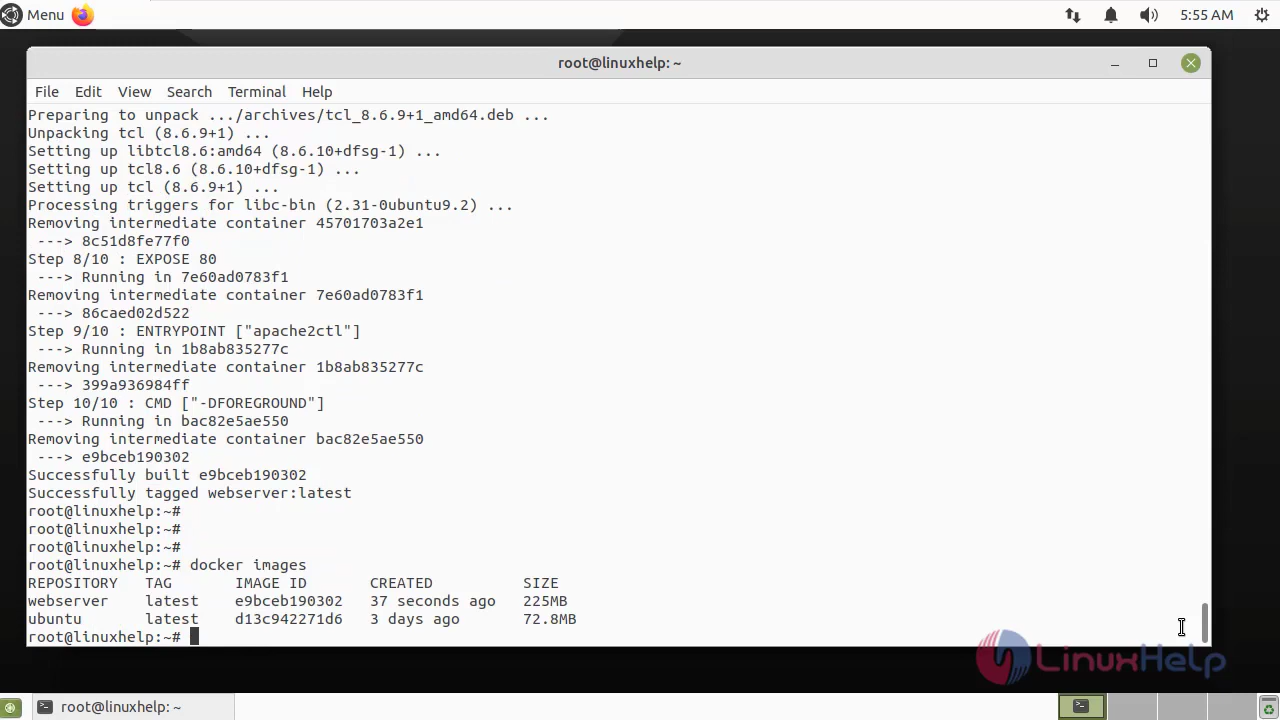 Menu
5:55 AM
root@linuxhelp: ~
File Edit View Search Terminal Help
Preparing to unpack .../archives/tcl_8.6.9+1_amd64.deb ...
Unpacking tcl (8.6.9+1) ...
Setting up libtcl8.6:amd64 (8.6.10+dfsg-1) ...
Setting up tcl8.6 (8.6.10+dfsg-1) ...
Setting up tcl (8.6.9+1) ...
Processing triggers for libc-bin (2.31-0ubuntu9.2) ...
Removing intermediate container 45701703a2e1
---> 8c51d8fe77f0
Step 8/10 : EXPOSE 80
---> Running in 7e60ad0783f1
Removing intermediate container 7e60ad0783f1
---> 86caed02d522
Step 9/10 : ENTRYPOINT ["apache2ctl"]
---> Running in 1b8ab835277c
Removing intermediate container 1b8ab835277c
---> 399a936984ff
Step 10/10 : CMD ["-DFOREGROUND"]
---> Running in bac82e5ae550
Removing intermediate container bac82e5ae550
---> e9bceb190302
Successfully built e9bceb190302
Successfully tagged webserver:latest
root@linuxhelp:~#
root@linuxhelp:~#
root@linuxhelp:~#
root@linuxhelp:~# docker images
REPOSITORY TAG IMAGE ID CREATED SIZE
webserver latest e9bceb190302 37 seconds ago 225MB
ubuntu latest d13c942271d6 3 days ago 72.8MB
root@linuxhelp:~#
LinuxHelp
root@linuxhelp: ~